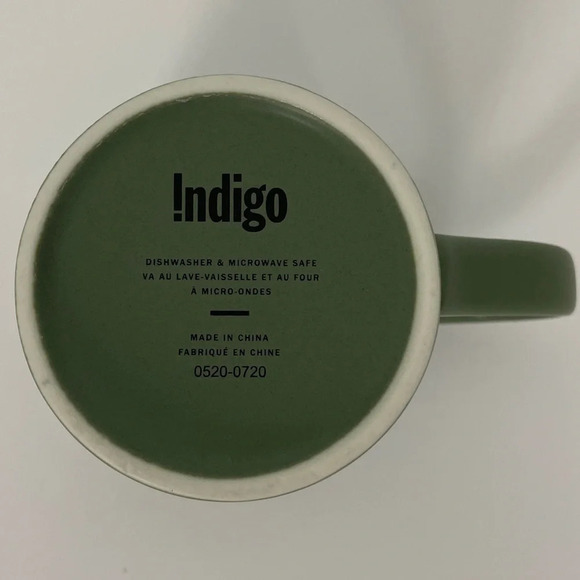 Indigo
DISHWASHER & MICROWAVE SAFE
VA AU LAVE-VAISSELLE ET AU FOUR
À MICRO-ONDES
MADE IN CHINA
FABRIQUÉ EN CHINE
0520-0720